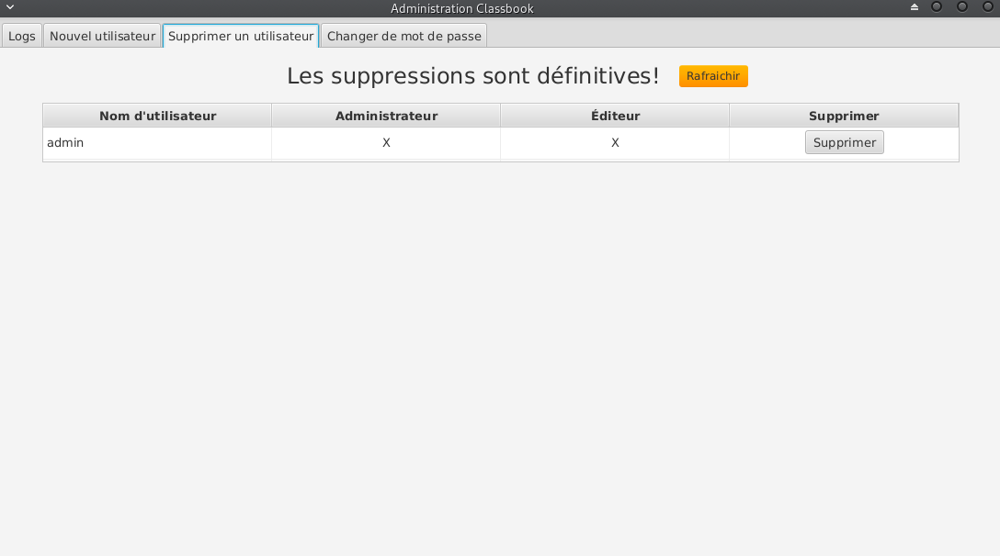 Administration Classbook
Logs Nouvel utilisateur Supprimer un utilisateur Changer de mot de passe
Les suppressions sont définitives! Rafraichir
Nom d'utilisateur Administrateur Éditeur Supprimer
admin X X Supprimer